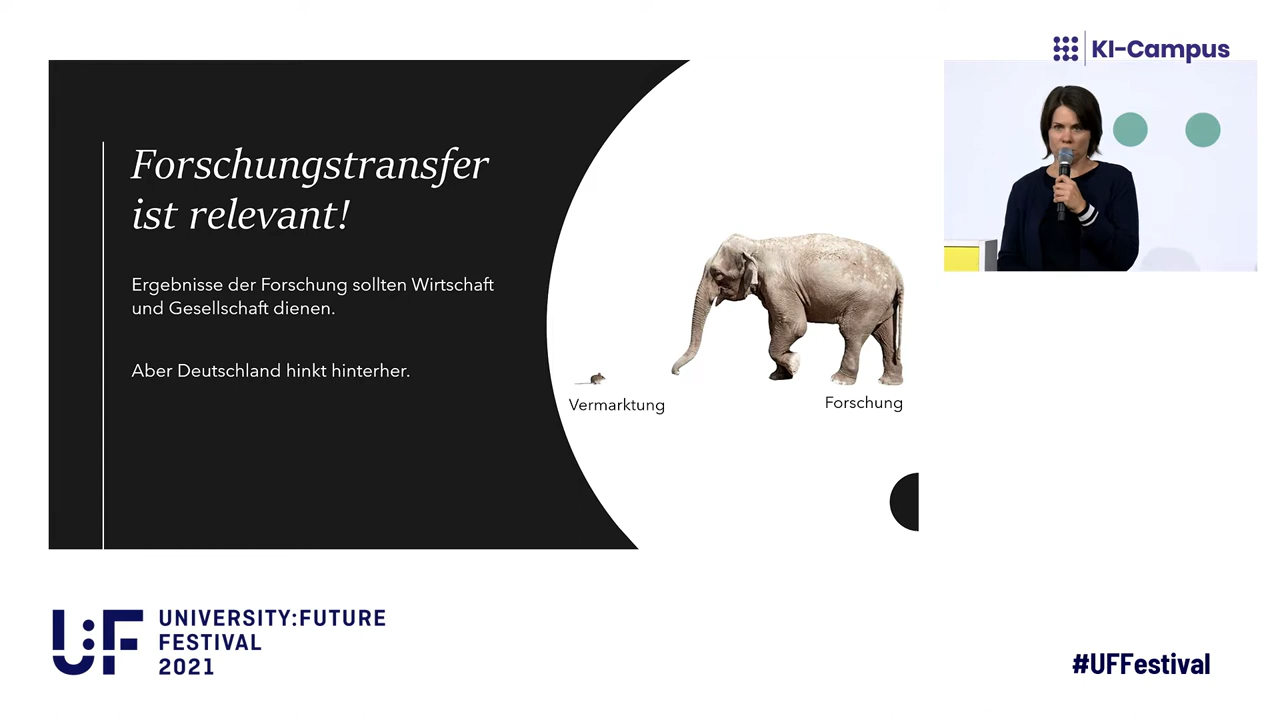 KI-Campus
Forschungstransfer
ist relevant!
Ergebnisse der Forschung sollten Wirtschaft
und Gesellschaft dienen.
Aber Deutschland hinkt hinterher.
Vermarktung
Forschung
U:F
UNIVERSITY:FUTURE
FESTIVAL
2021
#UFFestival